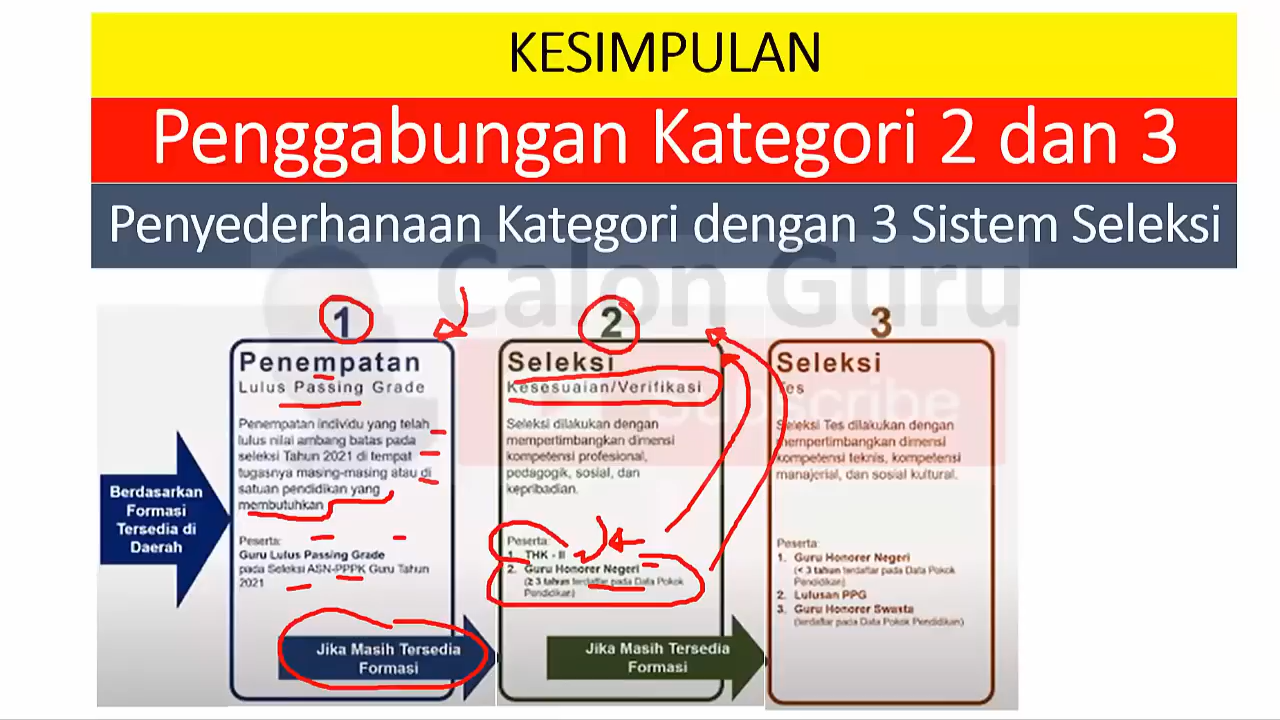 KESIMPULAN
Penggabungan Kategori 2 dan 3
Penyederhanaan Kategori dengan 3 Sistem Seleksi
Calon Guru
Subscribe
Berdasarkan
Formasi
Tersedia di
Daerah
1
Penempatan
Lulus Passing Grade
Penempatan individu yang telah
lulus nilai ambang batas pada
seleksi Tahun 2021 di tempat
tugasnya masing-masing atau di
satuan pendidikan yang
membutuhkan
Peserta:
Guru Lulus Passing Grade
pada Seleksi ASN-PPPK Guru Tahun
2021
Jika Masih Tersedia
Formasi
2
Seleksi
Kesesuaian/Verifikasi
Seleksi dilakukan dengan
mempertimbangkan dimensi
kompetensi profesional,
pedagogik, sosial, dan
kepribadian.
Peserta:
1. THK - II
2. Guru Honorer Negeri
(≥ 3 tahun terdaftar pada Data Pokok
Pendidikan)
Jika Masih Tersedia
Formasi
3
Seleksi
Tes
Seleksi Tes dilakukan dengan
mempertimbangkan dimensi
kompetensi teknis, kompetensi
manajerial, dan sosial kultural.
Peserta:
1. Guru Honorer Negeri
(< 3 tahun terdaftar pada Data Pokok
Pendidikan)
2. Lulusan PPG
3. Guru Honorer Swasta
(terdaftar pada Data Pokok Pendidikan)